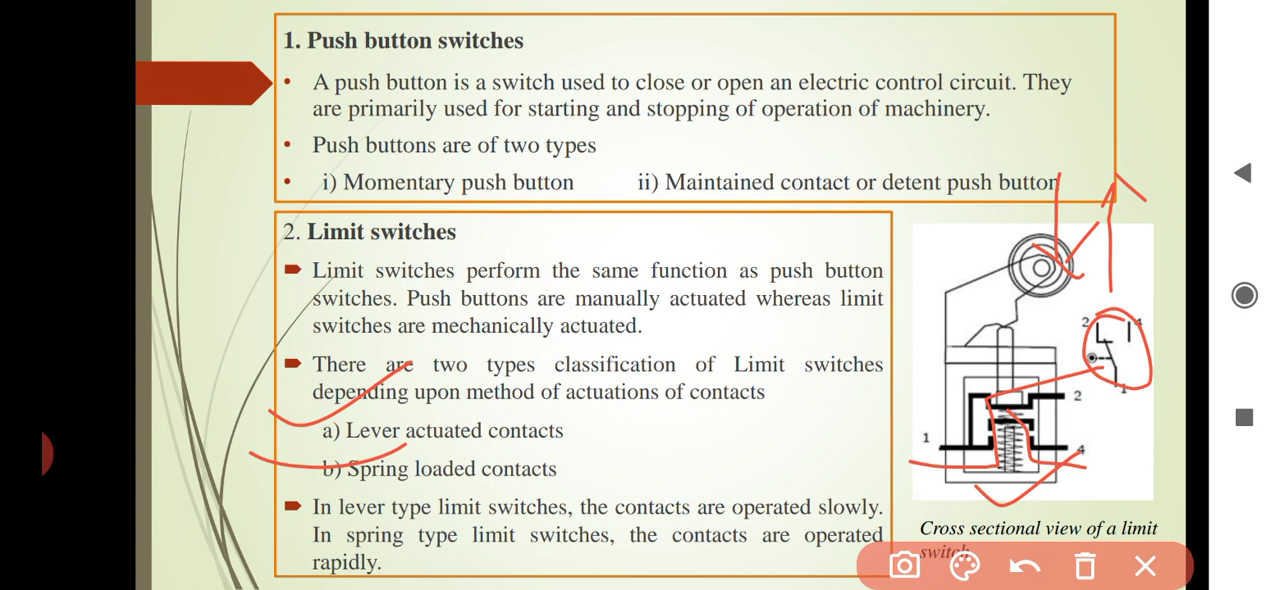 1. Push button switches
• A push button is a switch used to close or open an electric control circuit. They
are primarily used for starting and stopping of operation of machinery.
• Push buttons are of two types
• i) Momentary push button ii) Maintained contact or detent push button
2. Limit switches
Limit switches perform the same function as push button
switches. Push buttons are manually actuated whereas limit
switches are mechanically actuated.
There are two types classification of Limit switches
depending upon method of actuations of contacts
a) Lever actuated contacts
b) Spring loaded contacts
In lever type limit switches, the contacts are operated slowly.
In spring type limit switches, the contacts are operated
rapidly.
2 4
1
2
1
4
Cross sectional view of a limit
switch